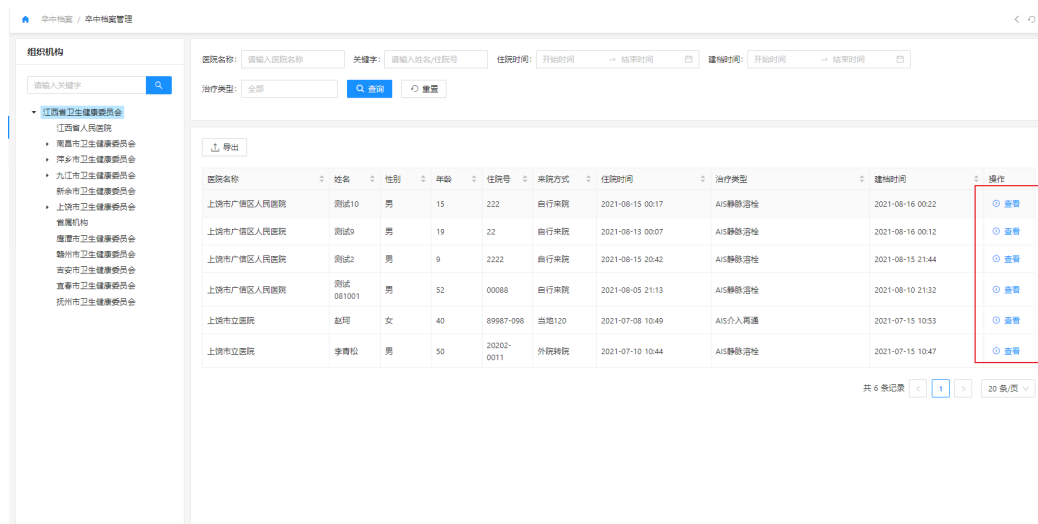 卒中档案 / 卒中档案管理
组织机构
请输入关键字
江西省卫生健康委员会
江西省人民医院
南昌市卫生健康委员会
萍乡市卫生健康委员会
九江市卫生健康委员会
新余市卫生健康委员会
上饶市卫生健康委员会
省属机构
鹰潭市卫生健康委员会
赣州市卫生健康委员会
吉安市卫生健康委员会
宜春市卫生健康委员会
抚州市卫生健康委员会
医院名称: 请输入医院名称 关键字: 请输入姓名/住院号 住院时间: 开始时间 → 结束时间 建档时间: 开始时间 → 结束时间
治疗类型: 全部 查询 重置
导出
医院名称 姓名 性别 年龄 住院号 来院方式 住院时间 治疗类型 建档时间 操作
上饶市广信区人民医院 测试10 男 15 222 自行来院 2021-08-15 00:17 AIS静脉溶栓 2021-08-16 00:22 查看
上饶市广信区人民医院 测试9 男 19 22 自行来院 2021-08-13 00:07 AIS静脉溶栓 2021-08-16 00:12 查看
上饶市广信区人民医院 测试2 男 9 2222 自行来院 2021-08-15 20:42 AIS静脉溶栓 2021-08-15 21:44 查看
上饶市广信区人民医院 测试081001 男 52 00088 自行来院 2021-08-05 21:13 AIS静脉溶栓 2021-08-10 21:32 查看
上饶市立医院 赵珂 女 40 89987-098 当地120 2021-07-08 10:49 AIS介入再通 2021-07-15 10:53 查看
上饶市立医院 李青松 男 50 20202-0011 外院转院 2021-07-10 10:44 AIS静脉溶栓 2021-07-15 10:47 查看
共 6 条记录 < 1 > 20 条/页